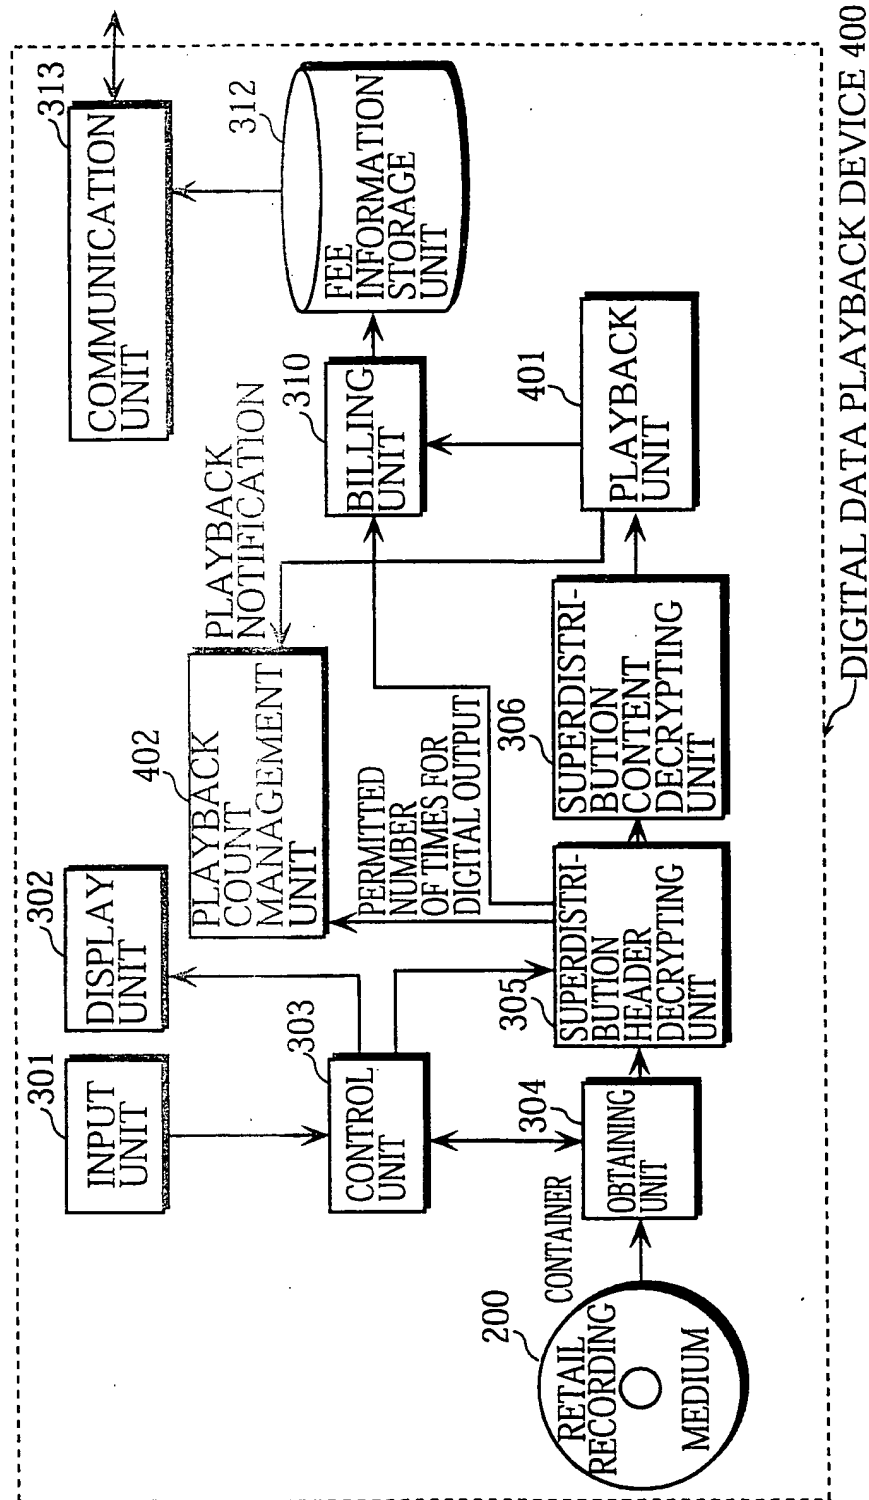 301
INPUT
UNIT
302
DISPLAY
UNIT
402
PLAYBACK
COUNT
MANAGEMENT
UNIT
PLAYBACK
NOTIFICATION
313
COMMUNICATION
UNIT
303
CONTROL
UNIT
PERMITTED
NUMBER
OF TIMES FOR
DIGITAL OUTPUT
310
BILLING
UNIT
312
FEE
INFORMATION
STORAGE
UNIT
200
RETAIL
RECORDING
MEDIUM
CONTAINER
304
OBTAINING
UNIT
305
SUPERDISTRI-
BUTION
HEADER
DECRYPTING
UNIT
306
SUPERDISTRI-
BUTION
CONTENT
DECRYPTING
UNIT
401
PLAYBACK
UNIT
DIGITAL DATA PLAYBACK DEVICE 400